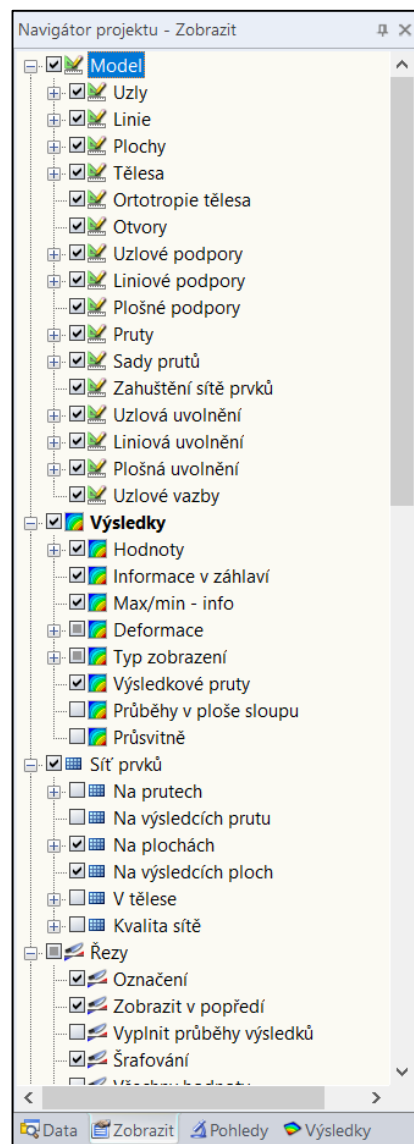 Navigátor projektu - Zobrazit
Model
Uzly
Linie
Plochy
Tělesa
Ortotropie tělesa
Otvory
Uzlové podpory
Liniové podpory
Plošné podpory
Pruty
Sady prutů
Zahuštění sítě prvků
Uzlová uvolnění
Liniová uvolnění
Plošná uvolnění
Uzlové vazby
Výsledky
Hodnoty
Informace v záhlaví
Max/min - info
Deformace
Typ zobrazení
Výsledkové pruty
Průběhy v ploše sloupu
Průsvitně
Síť prvků
Na prutech
Na výsledcích prutu
Na plochách
Na výsledcích ploch
V tělese
Kvalita sítě
Řezy
Označení
Zobrazit v popředí
Vyplnit průběhy výsledků
Šrafování
Všechny hodnoty
Data Zobrazit Pohledy Výsledky